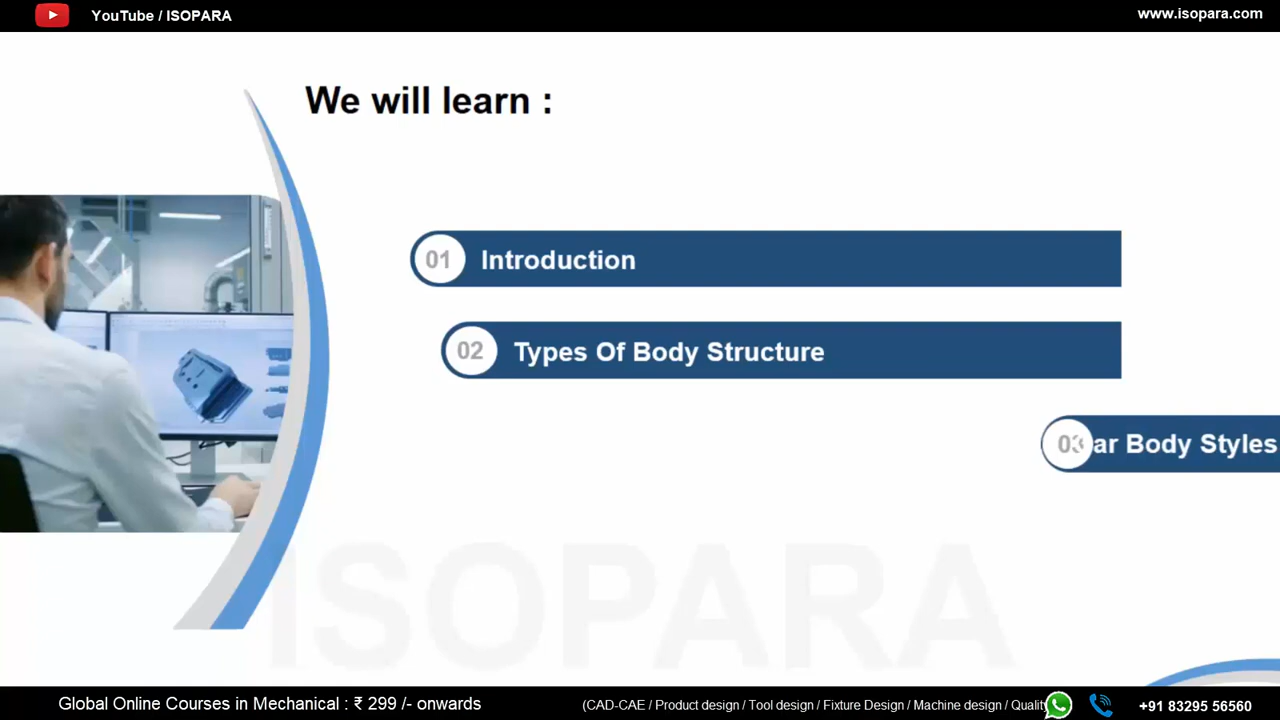 YouTube / ISOPARA
www.isopara.com
We will learn :
01 Introduction
02 Types Of Body Structure
03 ar Body Styles
ISOPARA
Global Online Courses in Mechanical : ₹ 299 /- onwards
(CAD-CAE / Product design / Tool design / Fixture Design / Machine design / Quality
+91 83295 56560